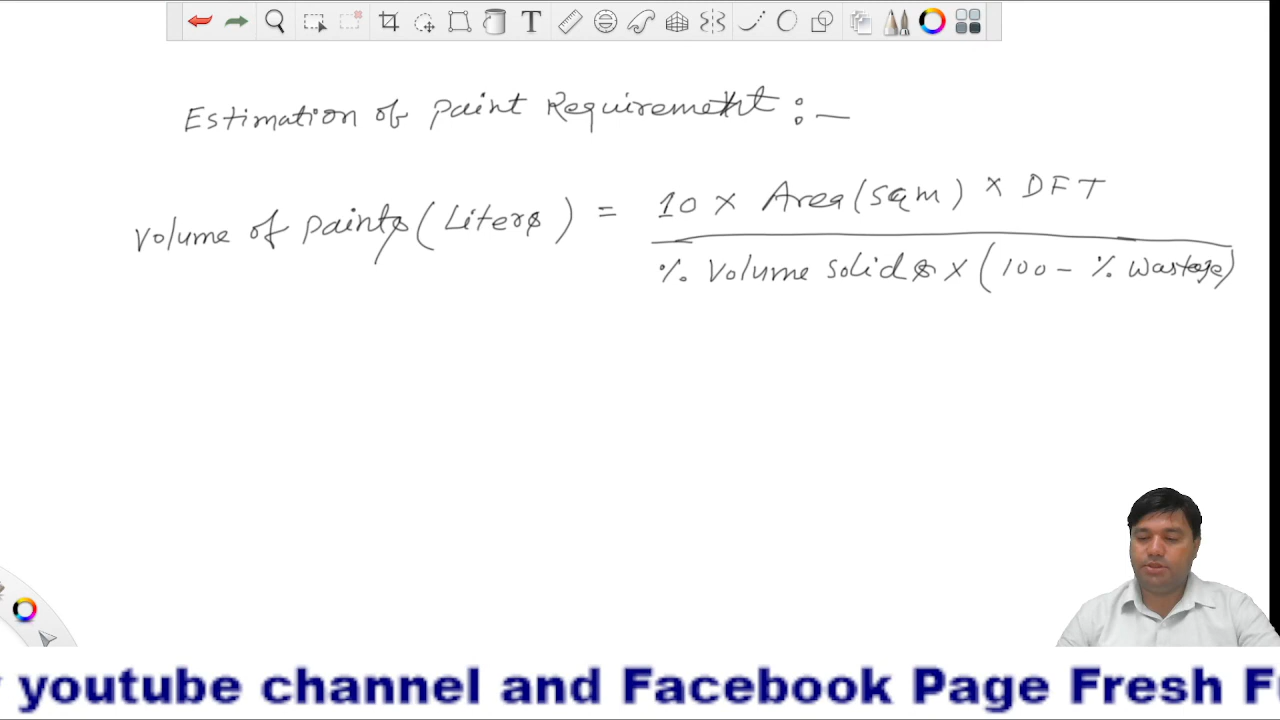 Estimation of paint Requirement :—
Volume of paints (Liters) = 10 × Area (sqm) × DFT
% Volume solids × (100 - % Wastage)
youtube channel and Facebook Page Fresh